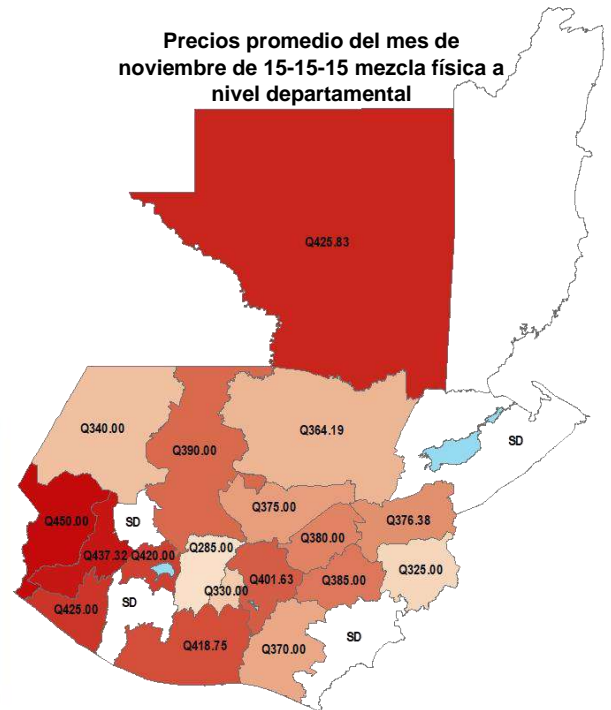 Precios promedio del mes de
noviembre de 15-15-15 mezcla física a
nivel departamental
Q425.83
Q340.00
Q390.00
Q364.19
SD
Q450.00
SD
Q375.00
Q376.38
Q437.32
Q420.00
Q285.00
Q380.00
Q330.00
Q401.63
Q385.00
Q325.00
Q425.00
SD
Q418.75
Q370.00
SD